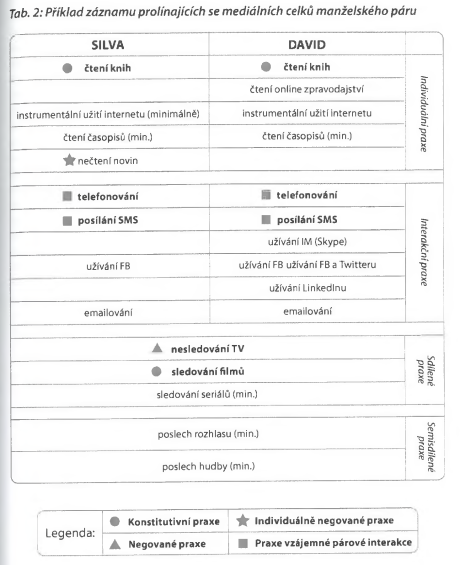 Tab. 2: Příklad záznamu prolínajících se mediálních celků manželského páru
SILVA DAVID
čtení knih čtení knih
čtení online zpravodajství
instrumentální užití internetu (minimálně) instrumentální užití internetu
čtení časopisů (min.) čtení časopisů (min.)
nečtení novin
Individuální praxe
telefonování telefonování
posílání SMS posílání SMS
užívání IM (Skype)
užívání FB užívání FB užívání FB a Twitteru
užívání LinkedInu
emailování emailování
Interakční praxe
nesledování TV
sledování filmů
sledování seriálů (min.)
Sdílené
praxe
poslech rozhlasu (min.)
poslech hudby (min.)
Semisdílené
praxe
Legenda:
Konstitutivní praxe Individuálně negované praxe
Negované praxe Praxe vzájemné párové interakce